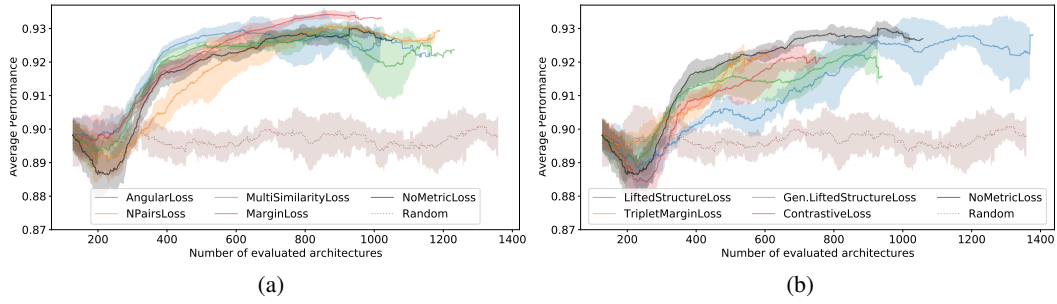 0.93
0.92
0.91
0.90
0.89
0.88
0.87
Average Performance
AngularLoss
NPairsLoss
MultiSimilarityLoss
MarginLoss
NoMetricLoss
Random
200 400 600 800 1000 1200 1400
Number of evaluated architectures
(a)
0.93
0.92
0.91
0.90
0.89
0.88
0.87
Average Performance
LiftedStructureLoss
TripletMarginLoss
Gen.LiftedStructureLoss
ContrastiveLoss
NoMetricLoss
Random
200 400 600 800 1000 1200 1400
Number of evaluated architectures
(b)